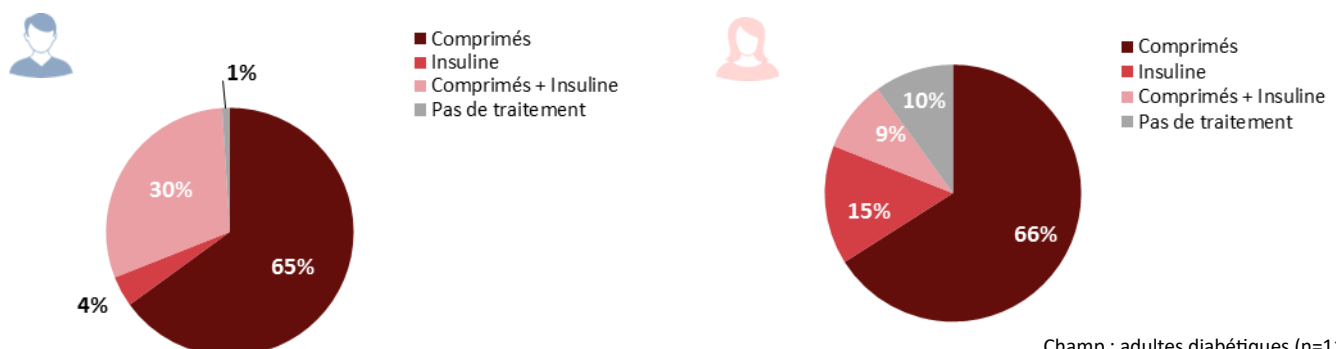 Comprimés
Insuline
Comprimés + Insuline
Pas de traitement
1%
30%
65%
4%
Comprimés
Insuline
Comprimés + Insuline
Pas de traitement
10%
9%
15%
66%
Champ : adultes diabétiques